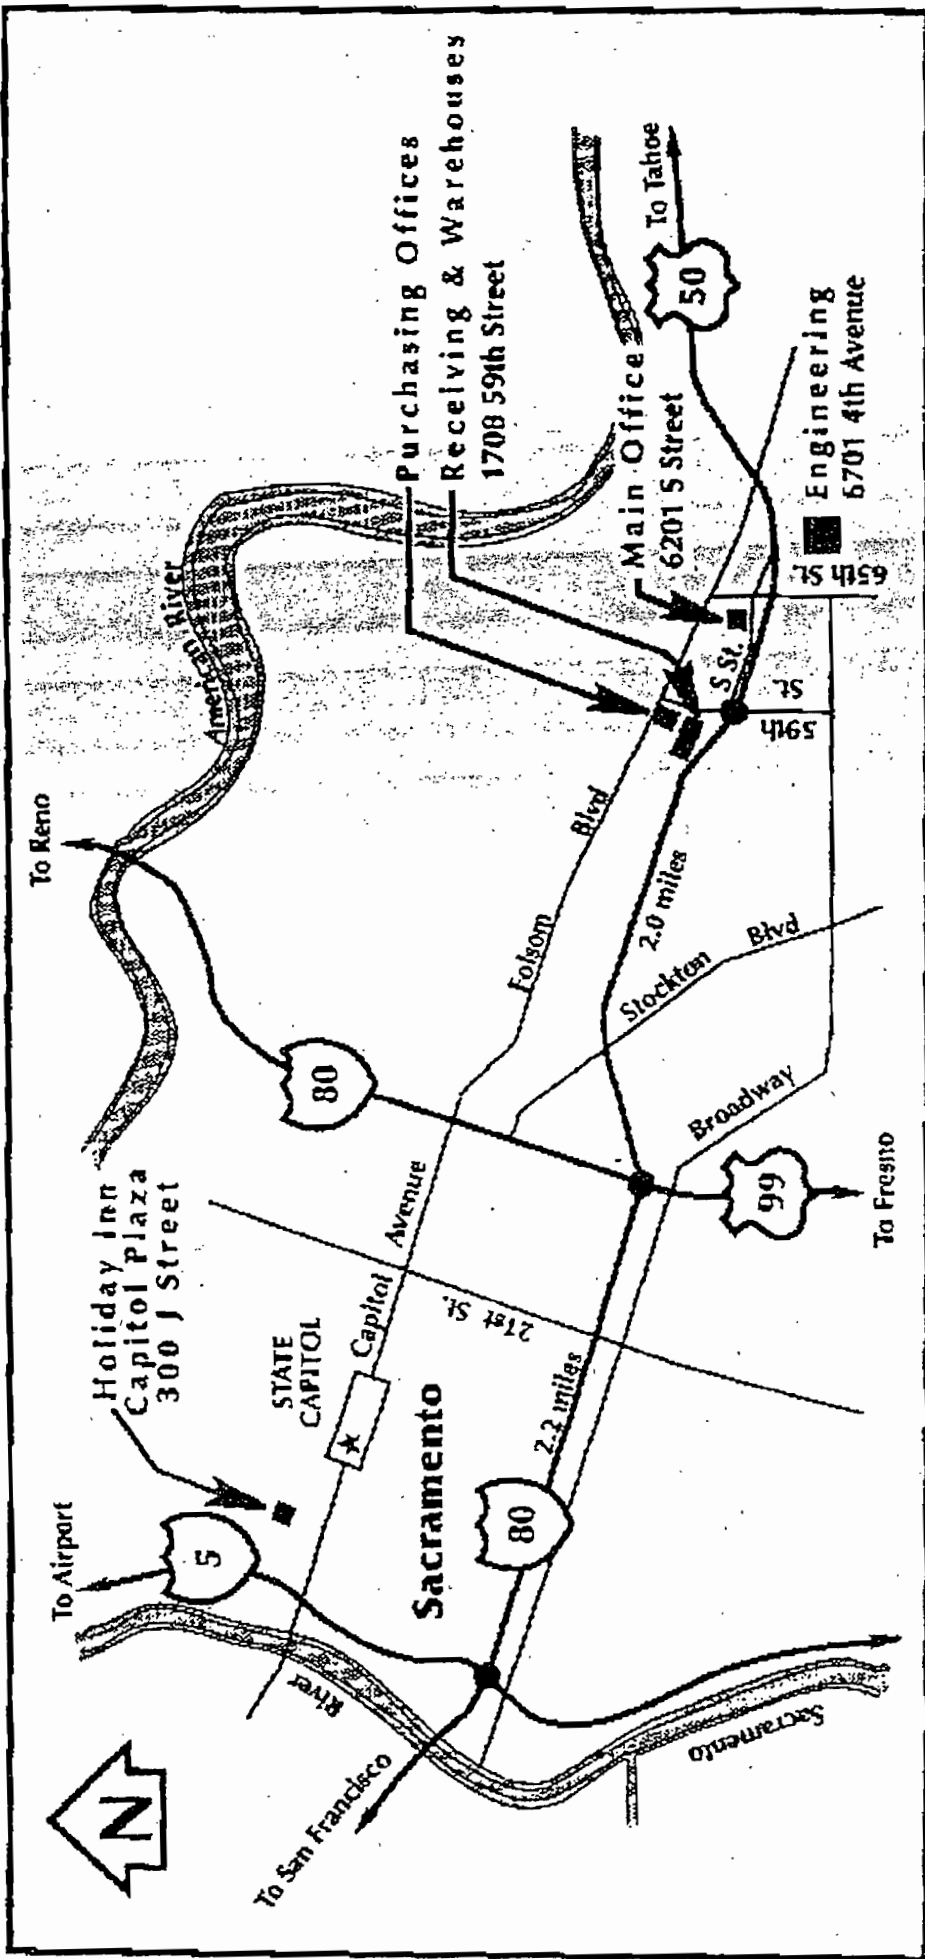 N
To Airport
5
Holiday Inn
Capitol Plaza
300 J Street
STATE
CAPITOL
Capitol Avenue
Sacramento
80
2.2 miles
27st St.
To San Francisco
River
Sacramento
To Reno
80
American River
Folsom Blvd
2.0 miles
Stockton Blvd
Broadway
99
To Fresno
Purchasing Offices
Receiving & Warehouses
1708 59th Street
Main Office
6201 S Street
S St.
59th St.
65th St.
50
To Tahoe
Engineering
6701 4th Avenue